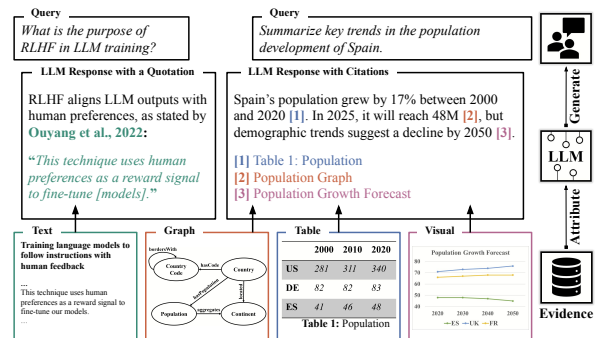 Query
What is the purpose of
RLHF in LLM training?
Query
Summarize key trends in the population
development of Spain.
LLM Response with a Quotation
RLHF aligns LLM outputs with
human preferences, as stated by
Ouyang et al., 2022:
“This technique uses human
preferences as a reward signal
to fine-tune [models].”
LLM Response with Citations
Spain's population grew by 17% between 2000
and 2020 [1]. In 2025, it will reach 48M [2], but
demographic trends suggest a decline by 2050 [3].
[1] Table 1: Population
[2] Population Graph
[3] Population Growth Forecast
Generate
LLM
Attribute
Evidence
Text
Training language models to
follow instructions with
human feedback
...
This technique uses human
preferences as a reward signal to
fine-tune our models.
...
Graph
bordersWith
Country
Code
hasCode
Country
hasPopulation
located
Population
aggregates
Continent
Table
2000 2010 2020
US 281 311 340
DE 82 82 83
ES 41 46 48
Table 1: Population
Visual
Population Growth Forecast
80
70
60
50
40
2020 2030 2040 2050
ES UK FR